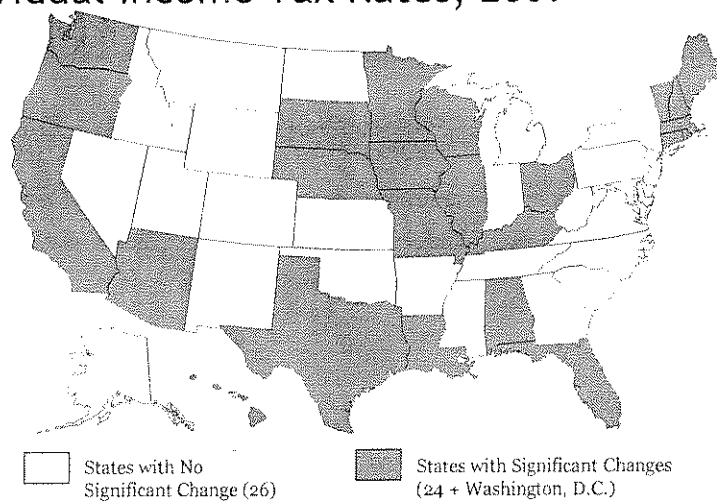 States with No
Significant Change (26)
States with Significant Changes
(24 + Washington, D.C.)